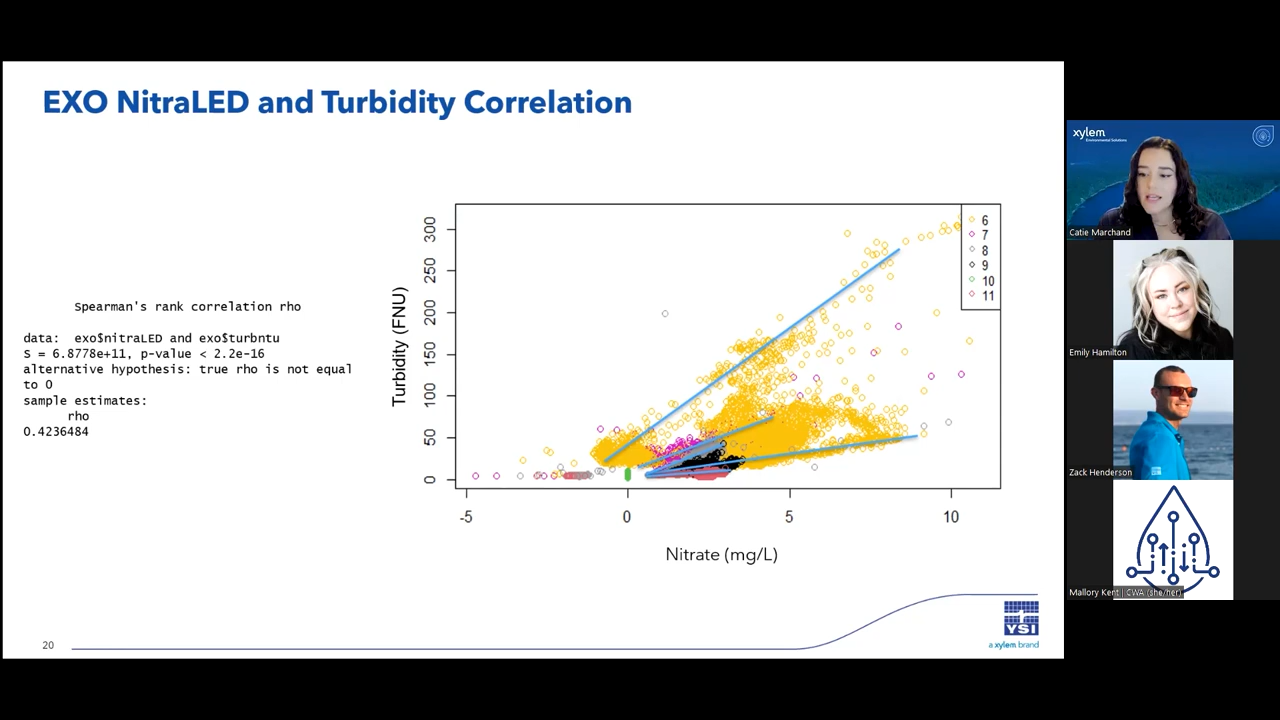 EXO NitraLED and Turbidity Correlation
Spearman's rank correlation rho
data: exo$nitraLED and exo$turbntu
S = 6.8778e+11, p-value < 2.2e-16
alternative hypothesis: true rho is not equal
to 0
sample estimates:
rho
0.4236484
Turbidity (FNU)
300
250
200
150
100
50
0
-5
0
5
10
Nitrate (mg/L)
6
7
8
9
10
11
20
YSI
a xylem brand
xylem
Environmental Solutions
Catie Marchand
Emily Hamilton
Zack Henderson
Mallory Kent | CWA (she/her)